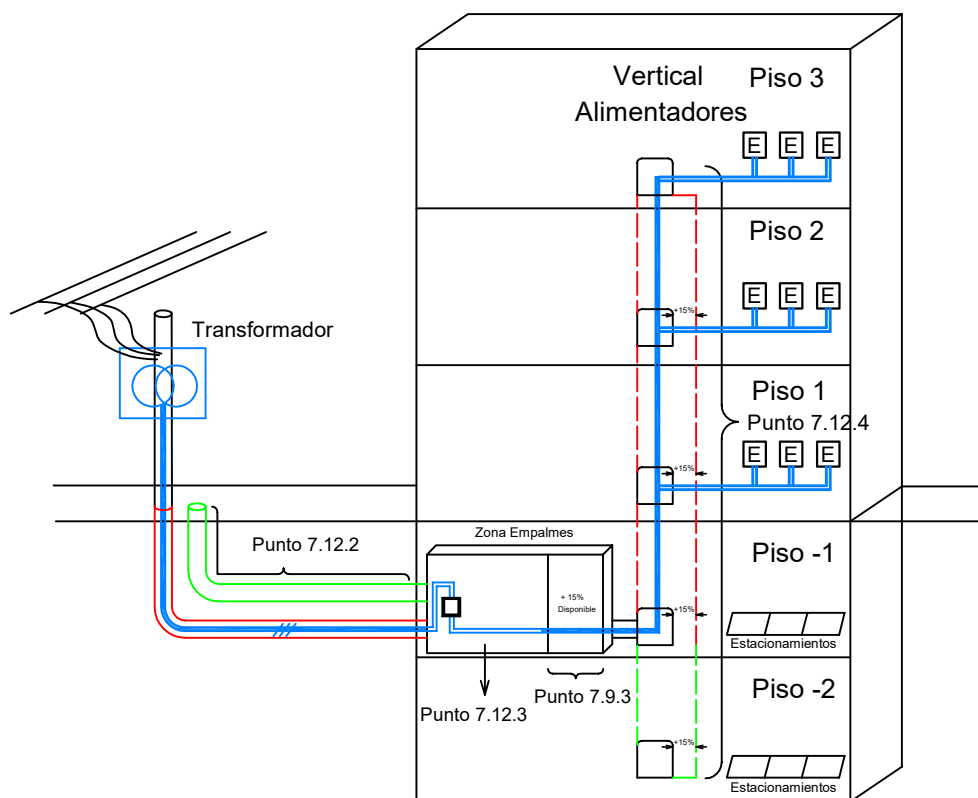 Vertical
Alimentadores
Piso 3
E E E
Piso 2
E E E
+15%
Transformador
Piso 1
Punto 7.12.4
E E E
+15%
Punto 7.12.2
Zona Empalmes
+ 15%
Disponible
Piso -1
+15%
Estacionamientos
Punto 7.12.3
Punto 7.9.3
Piso -2
+15%
Estacionamientos